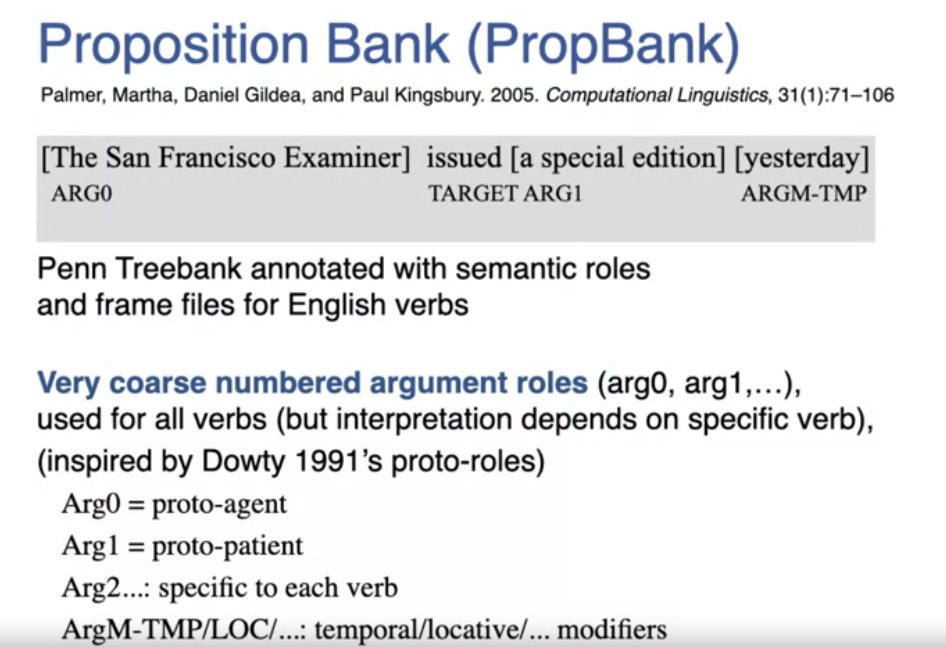 Proposition Bank (PropBank)
Palmer, Martha, Daniel Gildea, and Paul Kingsbury. 2005. Computational Linguistics, 31(1):71–106
[The San Francisco Examiner] issued [a special edition] [yesterday]
ARG0 TARGET ARG1 ARGM-TMP
Penn Treebank annotated with semantic roles
and frame files for English verbs
Very coarse numbered argument roles (arg0, arg1,…),
used for all verbs (but interpretation depends on specific verb),
(inspired by Dowty 1991’s proto-roles)
Arg0 = proto-agent
Arg1 = proto-patient
Arg2...: specific to each verb
ArgM-TMP/LOC/...: temporal/locative/... modifiers